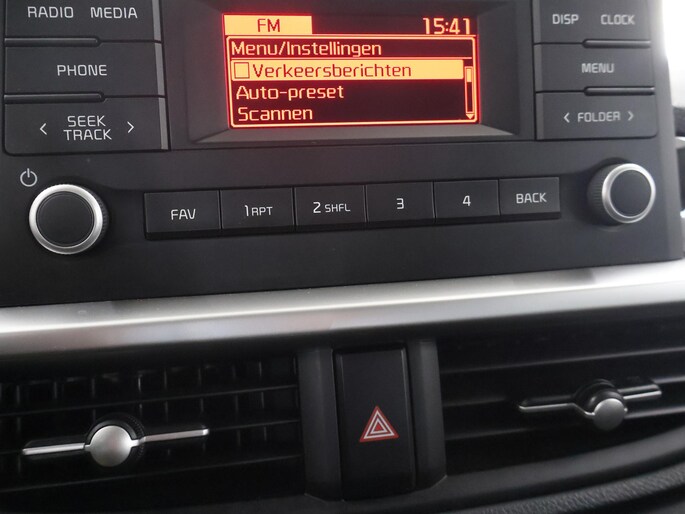 RADIO MEDIA
FM 15:41
DISP CLOCK
Menu/Instellingen
PHONE
Verkeersberichten
MENU
Auto-preset
Scannen
< SEEK TRACK >
< FOLDER >
FAV 1 RPT 2 SHFL 3 4 BACK